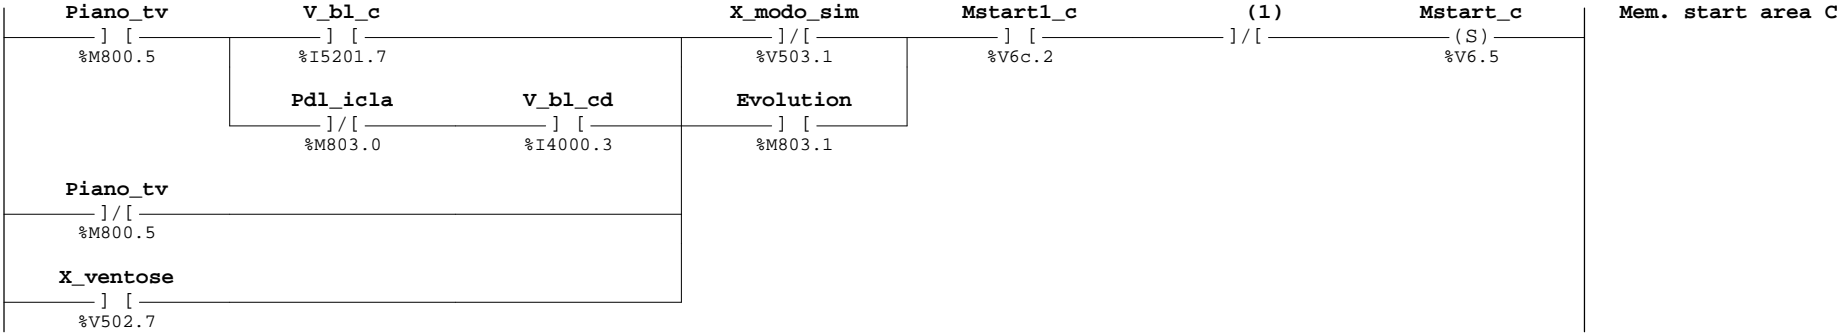 Piano_tv V_bl_c X_modo_sim Mstart1_c (1) Mstart_c Mem. start area C
] [ ] [ ]/[ ] [ ]/[ (S)
%M800.5 %I5201.7 %V503.1 %V6c.2 %V6.5
Pdl_icla V_bl_cd Evolution
]/[ ] [ ] [
%M803.0 %I4000.3 %M803.1
Piano_tv
]/[
%M800.5
X_ventose
] [
%V502.7